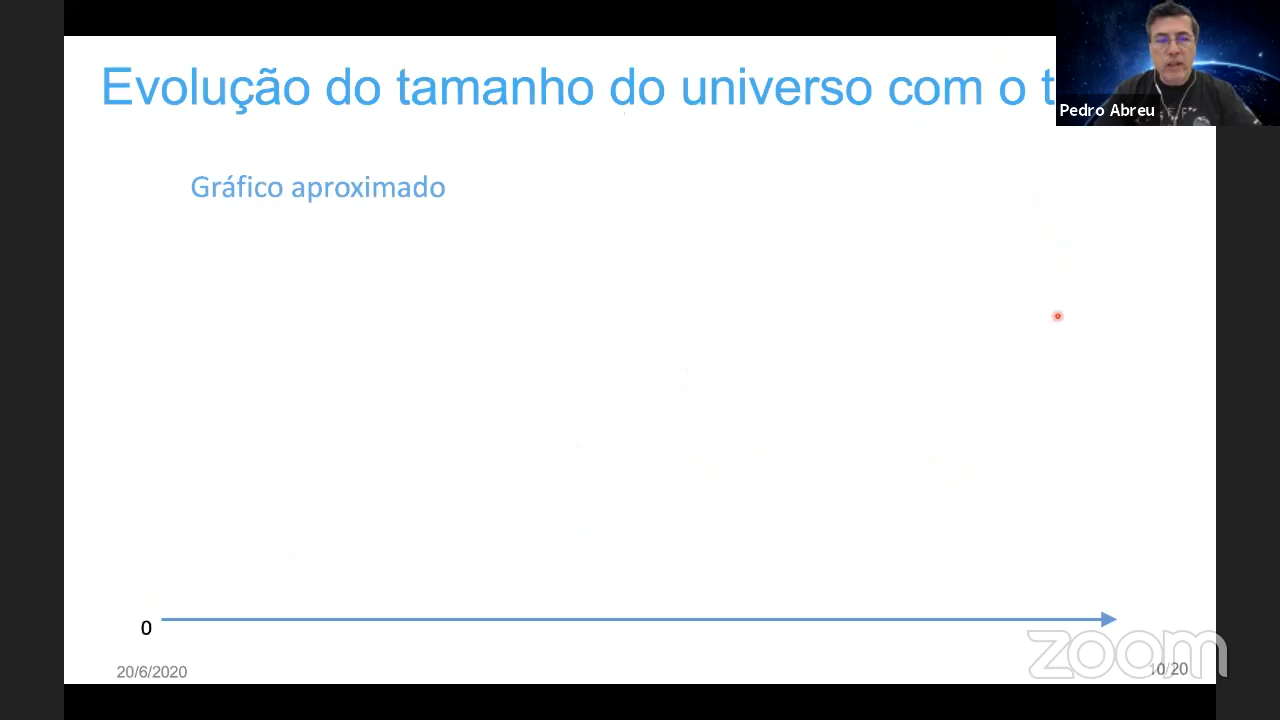 Evolução do tamanho do universo com o t
Pedro Abreu
Gráfico aproximado
0
20/6/2020
zoom
10/20